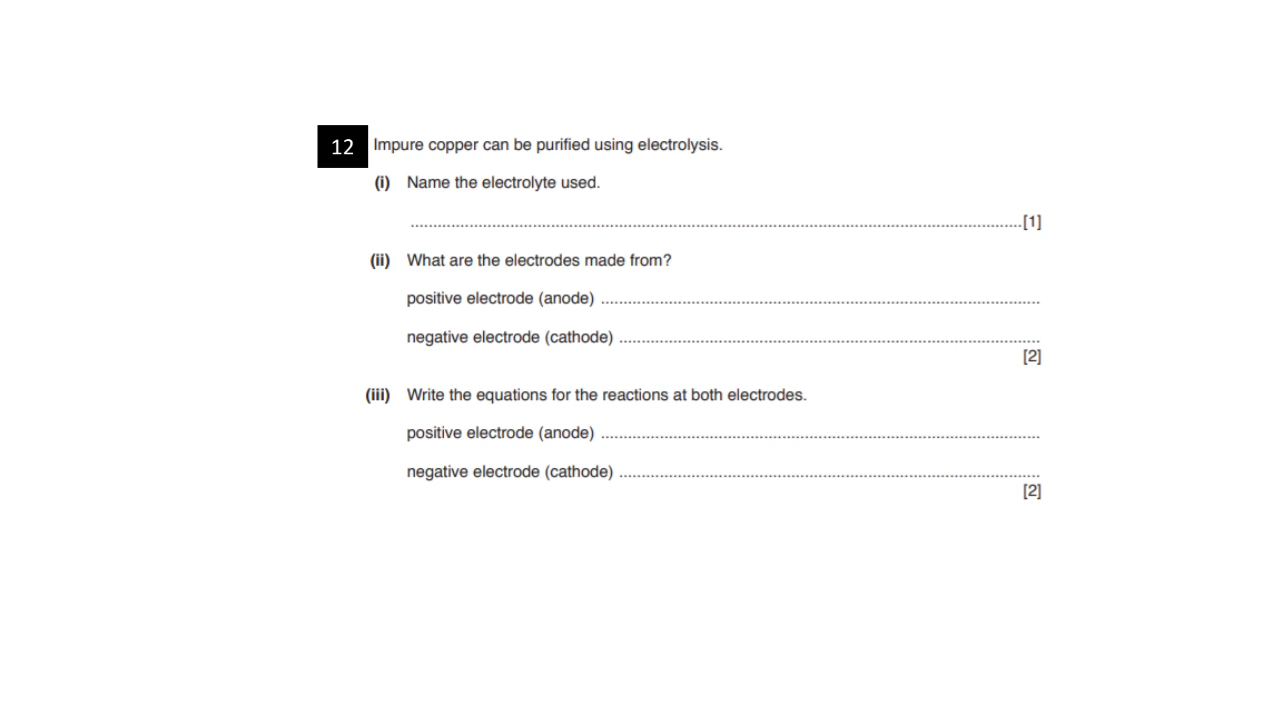 12 Impure copper can be purified using electrolysis.
(i) Name the electrolyte used.
..........................................................................................................................................[1]
(ii) What are the electrodes made from?
positive electrode (anode) ...................................................................................................
negative electrode (cathode) ...............................................................................................
[2]
(iii) Write the equations for the reactions at both electrodes.
positive electrode (anode) ...................................................................................................
negative electrode (cathode) ...............................................................................................
[2]